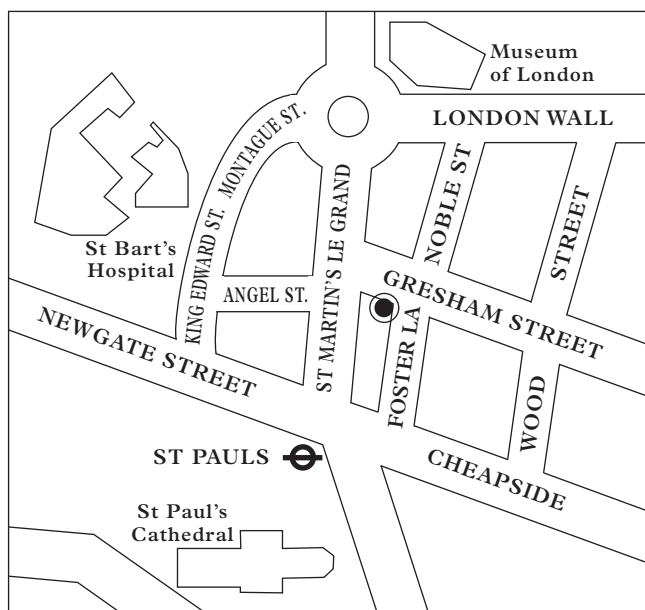 Museum
of London
LONDON WALL
MONTAGUE ST.
KING EDWARD ST.
ST MARTIN'S LE GRAND
NOBLE ST
STREET
St Bart's
Hospital
ANGEL ST.
GRESHAM STREET
NEWGATE STREET
FOSTER LA
WOOD
ST PAULS
CHEAPSIDE
St Paul's
Cathedral